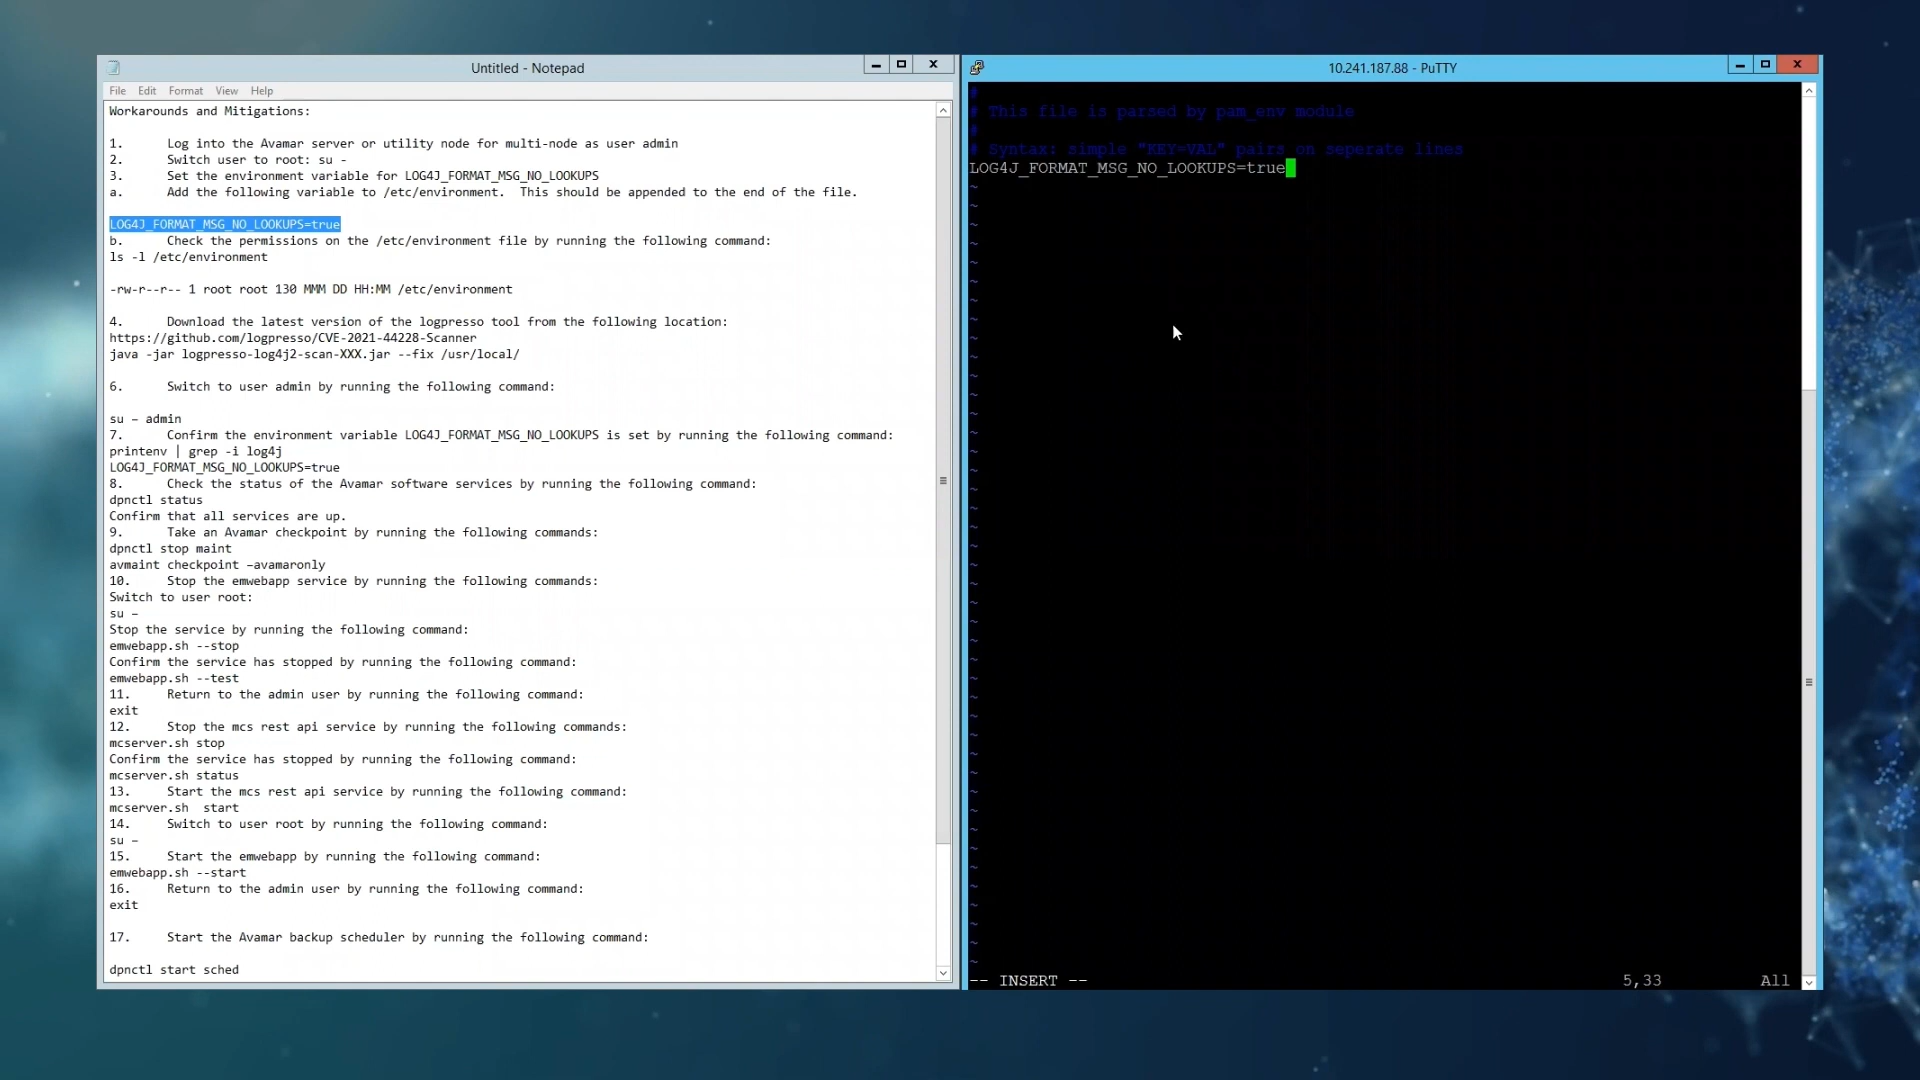 Untitled - Notepad
File Edit Format View Help
Workarounds and Mitigations:
1. Log into the Avamar server or utility node for multi-node as user admin
2. Switch user to root: su -
3. Set the environment variable for LOG4J_FORMAT_MSG_NO_LOOKUPS
a. Add the following variable to /etc/environment. This should be appended to the end of the file.
LOG4J_FORMAT_MSG_NO_LOOKUPS=true
b. Check the permissions on the /etc/environment file by running the following command:
ls -l /etc/environment
-rw-r--r-- 1 root root 130 MMM DD HH:MM /etc/environment
4. Download the latest version of the logpresso tool from the following location:
https://github.com/logpresso/CVE-2021-44228-Scanner
java -jar logpresso-log4j2-scan-XXX.jar --fix /usr/local/
6. Switch to user admin by running the following command:
su – admin
7. Confirm the environment variable LOG4J_FORMAT_MSG_NO_LOOKUPS is set by running the following command:
printenv | grep -i log4j
LOG4J_FORMAT_MSG_NO_LOOKUPS=true
8. Check the status of the Avamar software services by running the following command:
dpnctl status
Confirm that all services are up.
9. Take an Avamar checkpoint by running the following commands:
dpnctl stop maint
avmaint checkpoint –avamaronly
10. Stop the emwebapp service by running the following commands:
Switch to user root:
su –
Stop the service by running the following command:
emwebapp.sh --stop
Confirm the service has stopped by running the following command:
emwebapp.sh --test
11. Return to the admin user by running the following command:
exit
12. Stop the mcs rest api service by running the following commands:
mcserver.sh stop
Confirm the service has stopped by running the following command:
mcserver.sh status
13. Start the mcs rest api service by running the following command:
mcserver.sh  start
14. Switch to user root by running the following command:
su –
15. Start the emwebapp by running the following command:
emwebapp.sh --start
16. Return to the admin user by running the following command:
exit
17. Start the Avamar backup scheduler by running the following command:
dpnctl start sched
10.241.187.88 - PuTTY
#
# This file is parsed by pam_env module
#
# Syntax: simple "KEY=VAL" pairs on seperate lines
LOG4J_FORMAT_MSG_NO_LOOKUPS=true
-- INSERT -- 5,33 All